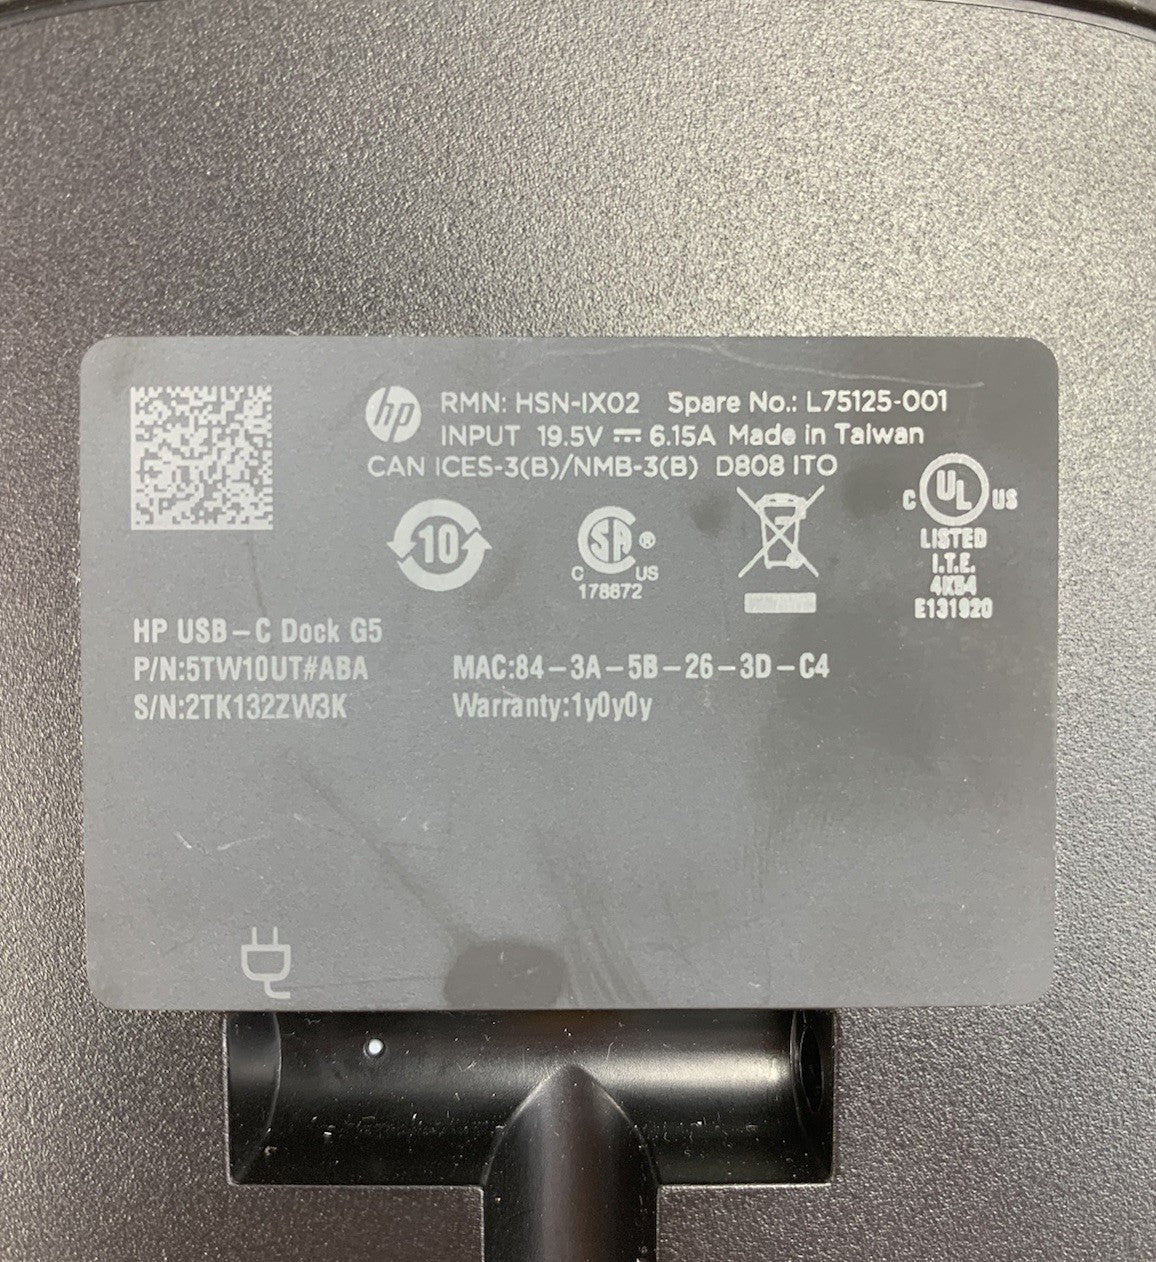 hp RMN: HSN-IX02 Spare No.: L75125-001
INPUT 19.5V ⎓ 6.15A Made in Taiwan
CAN ICES-3(B)/NMB-3(B) D808 ITO
10
SA ®
C US
178872
C UL US
LISTED
I.T.E.
4K54
E131920
HP USB-C Dock G5
P/N:5TW10UT#ABA MAC:84-3A-5B-26-3D-C4
S/N:2TK132ZW3K Warranty:1y0y0y